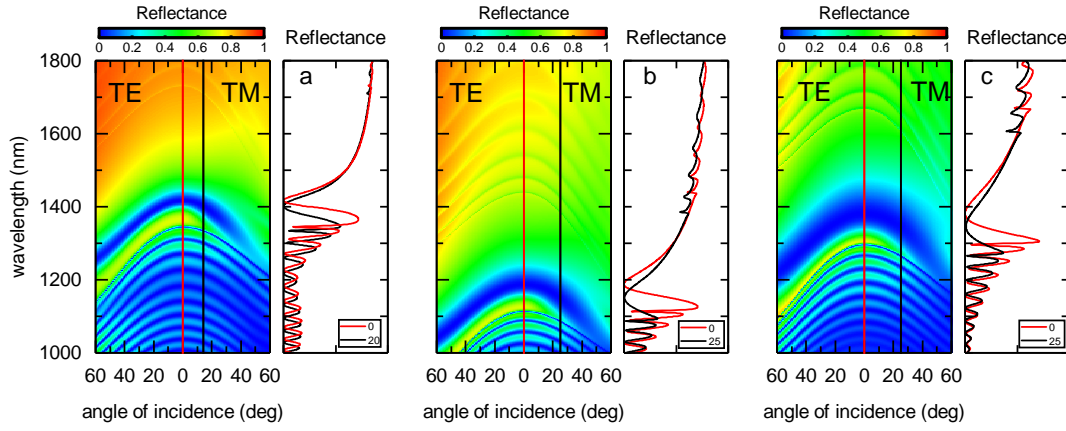 Reflectance
0 0.2 0.4 0.6 0.8 1
Reflectance
Reflectance
0 0.2 0.4 0.6 0.8 1
Reflectance
Reflectance
0 0.2 0.4 0.6 0.8 1
Reflectance
wavelength (nm)
1800
1600
1400
1200
1000
TE
TM
a
0
20
60 40 20 0 20 40 60
angle of incidence (deg)
TE
TM
b
0
25
60 40 20 0 20 40 60
angle of incidence (deg)
TE
TM
c
0
25
60 40 20 0 20 40 60
angle of incidence (deg)